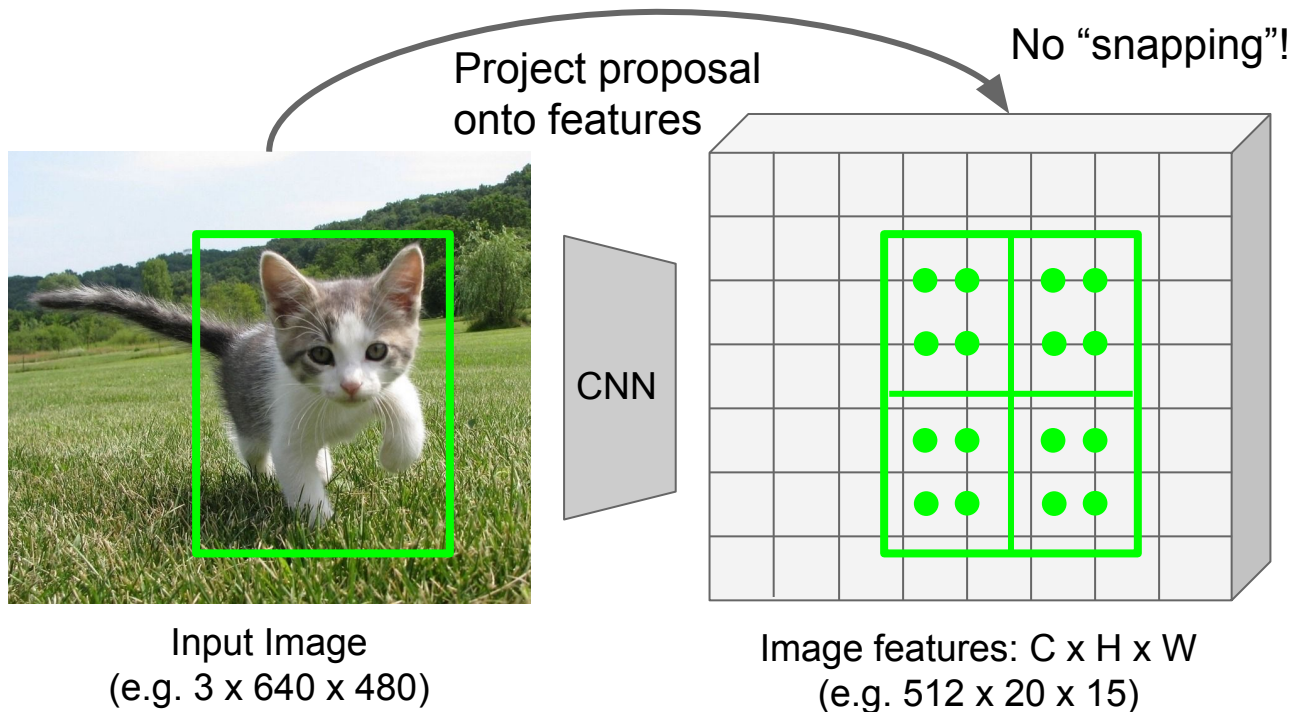 No “snapping”!
Project proposal
onto features
CNN
Input Image
(e.g. 3 x 640 x 480)
Image features: C x H x W
(e.g. 512 x 20 x 15)